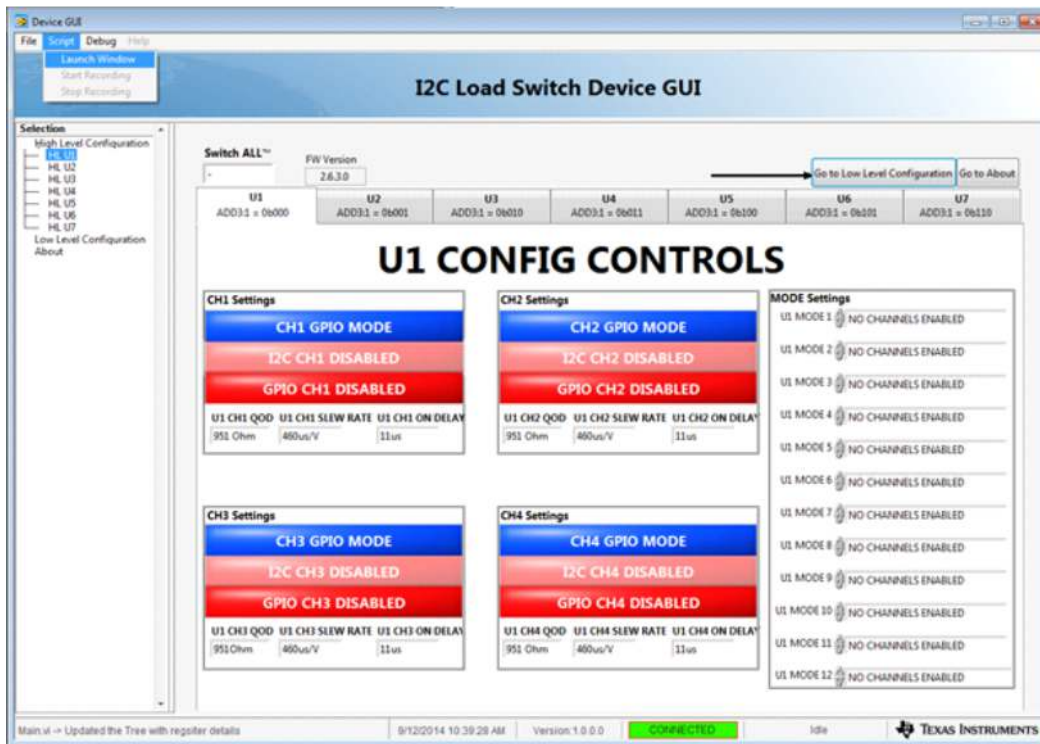 Device GUI
File Script Debug Help
Launch Window
Start Recording
Stop Recording
I2C Load Switch Device GUI
Selection
High Level Configuration
HL U1
HL U2
HL U3
HL U4
HL U5
HL U6
HL U7
Low Level Configuration
About
Switch ALL~
-
FW Version
2.6.3.0
Go to Low Level Configuration
Go to About
U1
ADD3:1 = 0b000
U2
ADD3:1 = 0b001
U3
ADD3:1 = 0b010
U4
ADD3:1 = 0b011
U5
ADD3:1 = 0b100
U6
ADD3:1 = 0b101
U7
ADD3:1 = 0b110
U1 CONFIG CONTROLS
CH1 Settings
CH1 GPIO MODE
I2C CH1 DISABLED
GPIO CH1 DISABLED
U1 CH1 QOD U1 CH1 SLEW RATE U1 CH1 ON DELAY
951 Ohm 460us/V 11us
CH2 Settings
CH2 GPIO MODE
I2C CH2 DISABLED
GPIO CH2 DISABLED
U1 CH2 QOD U1 CH2 SLEW RATE U1 CH2 ON DELAY
951 Ohm 460us/V 11us
CH3 Settings
CH3 GPIO MODE
I2C CH3 DISABLED
GPIO CH3 DISABLED
U1 CH3 QOD U1 CH3 SLEW RATE U1 CH3 ON DELAY
951Ohm 460us/V 11us
CH4 Settings
CH4 GPIO MODE
I2C CH4 DISABLED
GPIO CH4 DISABLED
U1 CH4 QOD U1 CH4 SLEW RATE U1 CH4 ON DELAY
951 Ohm 460us/V 11us
MODE Settings
U1 MODE 1 NO CHANNELS ENABLED
U1 MODE 2 NO CHANNELS ENABLED
U1 MODE 3 NO CHANNELS ENABLED
U1 MODE 4 NO CHANNELS ENABLED
U1 MODE 5 NO CHANNELS ENABLED
U1 MODE 6 NO CHANNELS ENABLED
U1 MODE 7 NO CHANNELS ENABLED
U1 MODE 8 NO CHANNELS ENABLED
U1 MODE 9 NO CHANNELS ENABLED
U1 MODE 10 NO CHANNELS ENABLED
U1 MODE 11 NO CHANNELS ENABLED
U1 MODE 12 NO CHANNELS ENABLED
Main.vi -> Updated the Tree with regsiter details
9/12/2014 10:39:28 AM
Version:1.0.0.0
CONNECTED
Idle
TEXAS INSTRUMENTS